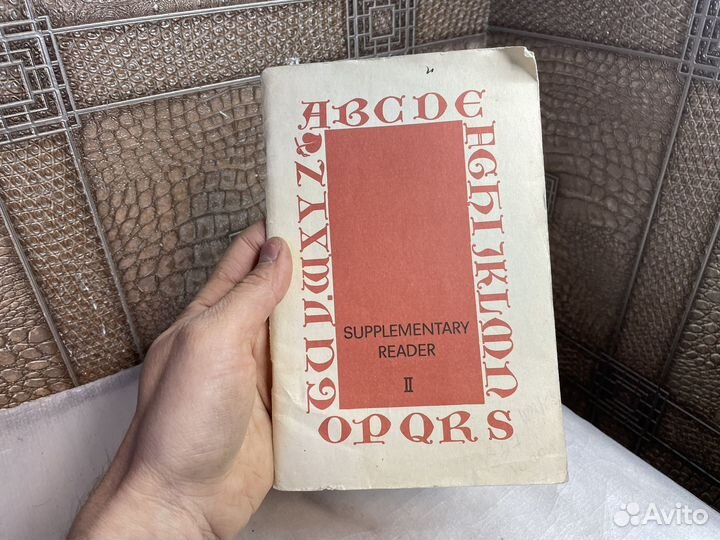 ABCDE
FGHIJKLMN
OPQRS
TUVWXYZ
SUPPLEMENTARY
READER
II
Avito